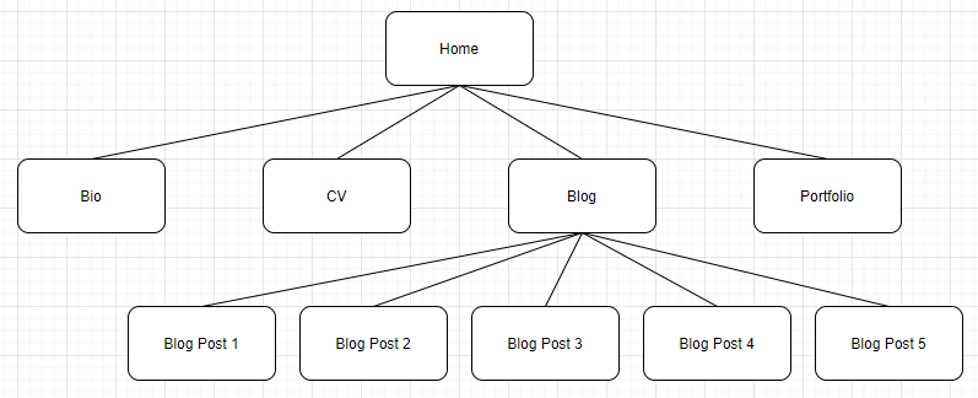 Home
Bio
CV
Blog
Portfolio
Blog Post 1
Blog Post 2
Blog Post 3
Blog Post 4
Blog Post 5